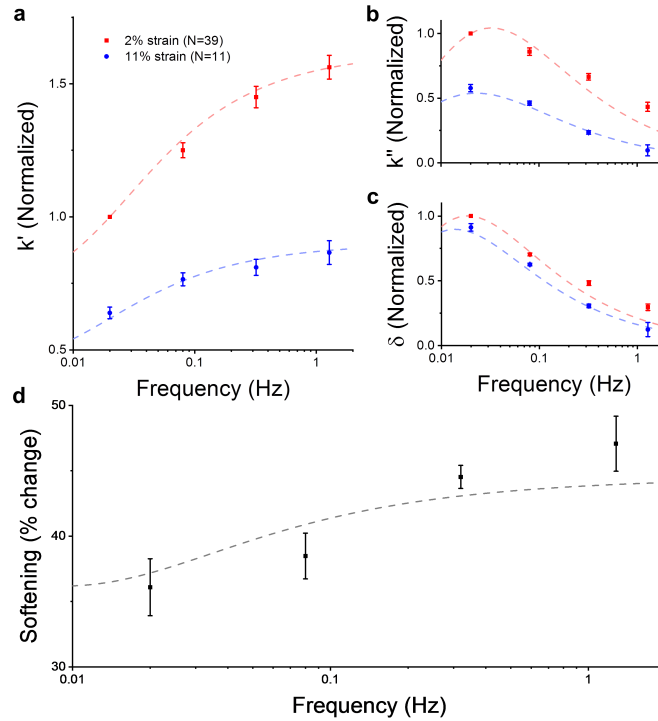 a
2% strain (N=39)
11% strain (N=11)
k' (Normalized)
1.5
1.0
0.5
0.01
0.1
1
Frequency (Hz)
b
k'' (Normalized)
1.0
0.5
0.0
c
δ (Normalized)
1.0
0.5
0.0
0.01
0.1
1
Frequency (Hz)
d
Softening (% change)
50
40
30
0.01
0.1
1
Frequency (Hz)